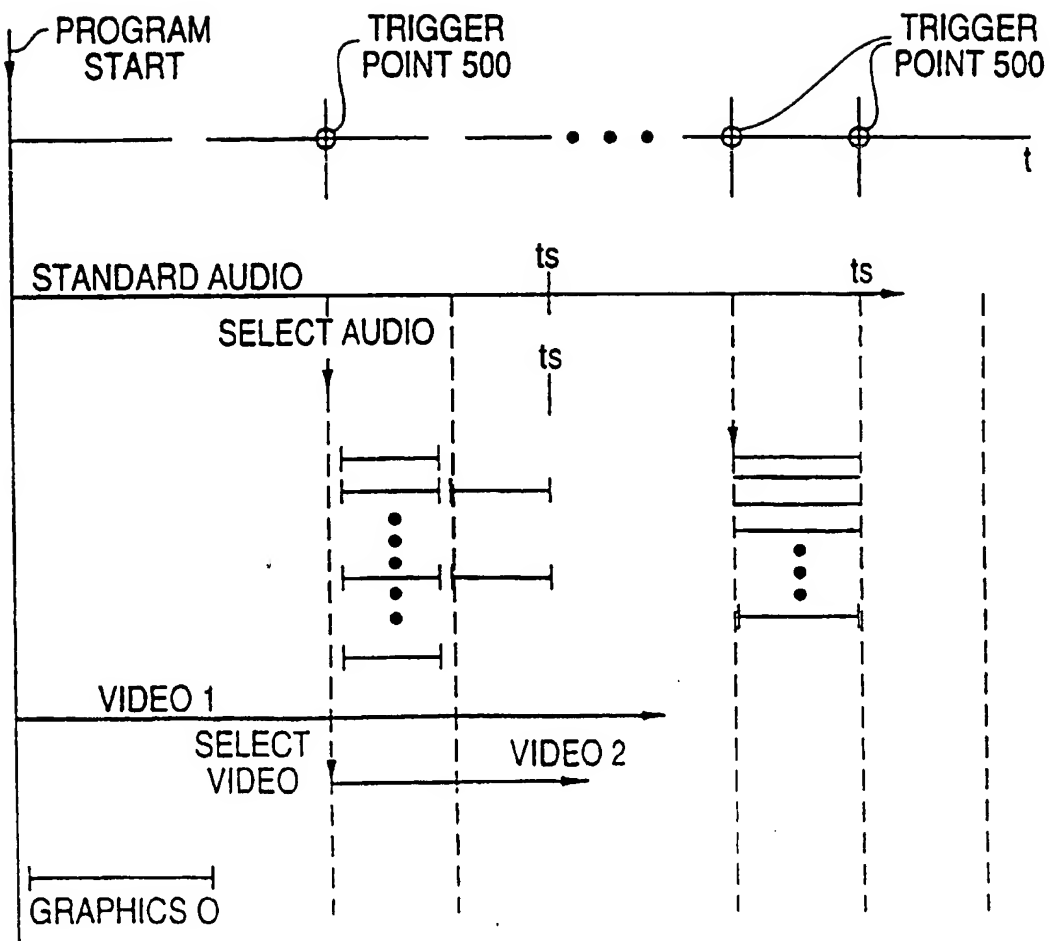 PROGRAM
START
TRIGGER
POINT 500
TRIGGER
POINT 500
t
ts
ts
STANDARD AUDIO
SELECT AUDIO
ts
VIDEO 1
SELECT
VIDEO
VIDEO 2
GRAPHICS O